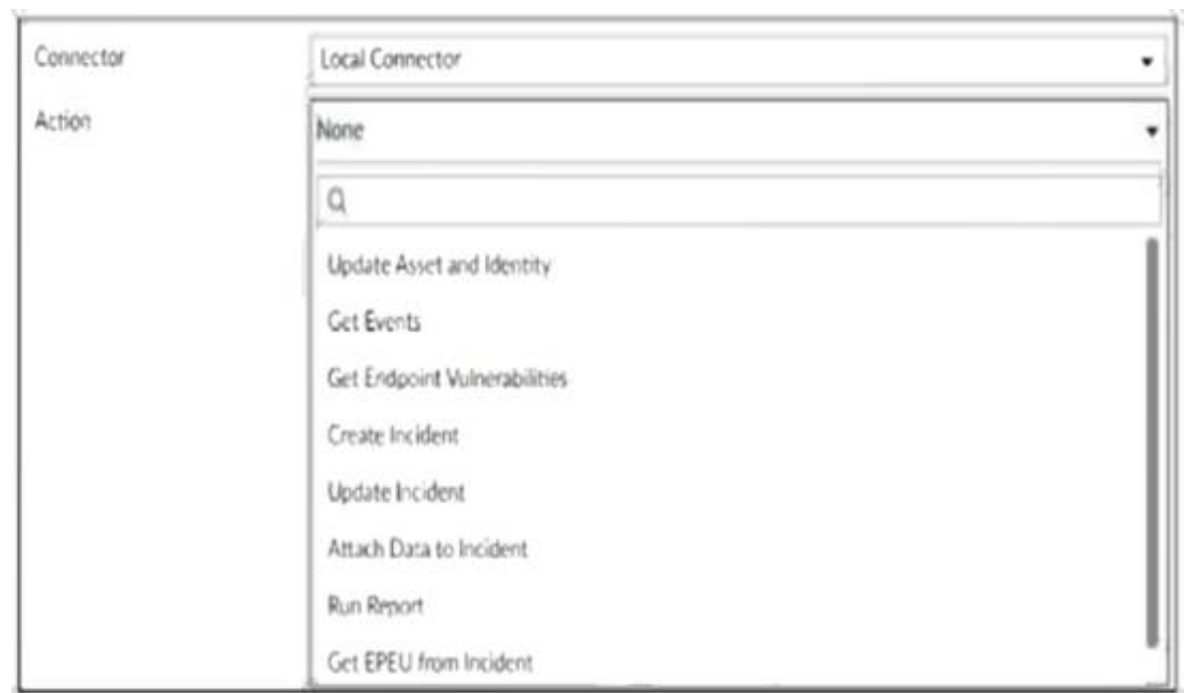 Connector
Local Connector
Action
None
Update Asset and Identity
Get Events
Get Endpoint Vulnerabilities
Create Incident
Update Incident
Attach Data to Incident
Run Report
Get EPEU from Incident